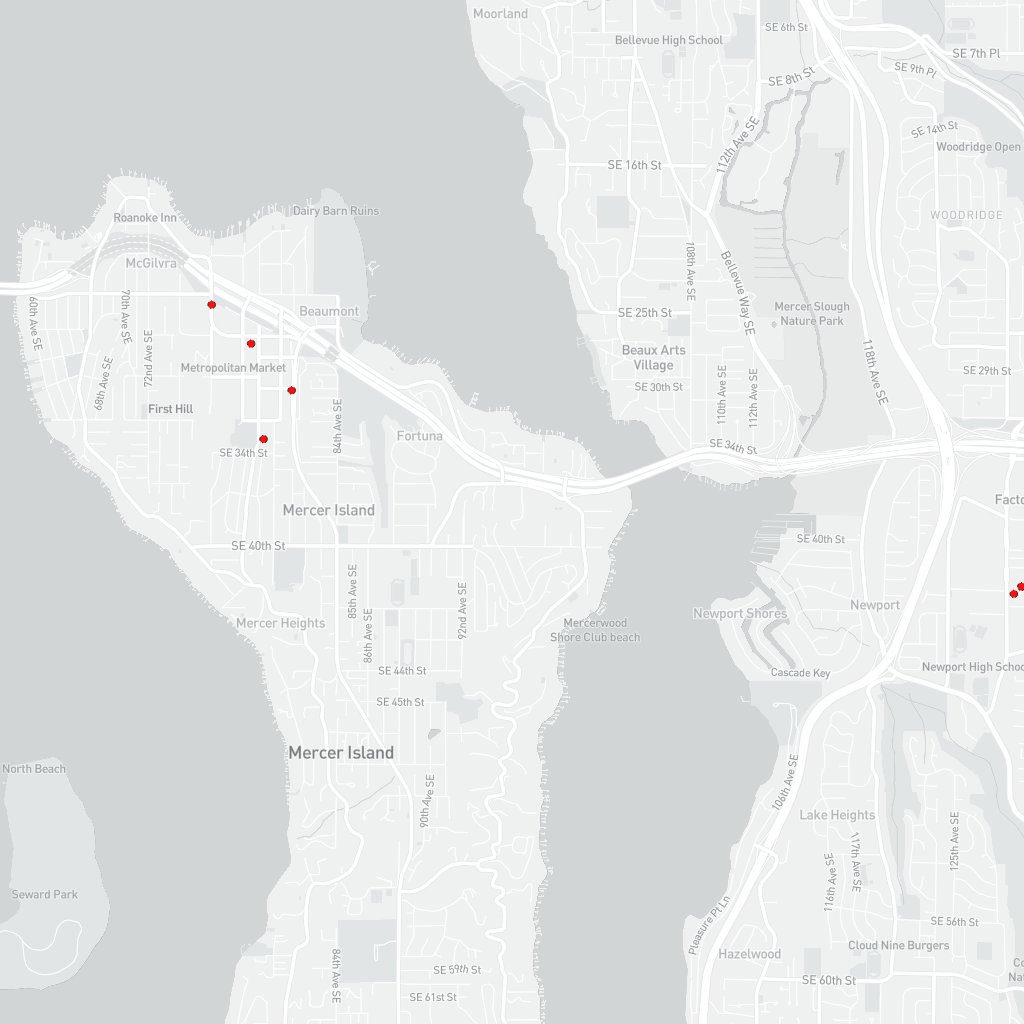 Moorland
SE 6th St
Bellevue High School
SE 7th Pl
SE 9th Pl
SE 8th St
112th Ave SE
SE 14th St
Woodridge Open
SE 16th St
Roanoke Inn
Dairy Barn Ruins
WOODRIDGE
McGilvra
108th Ave SE
Bellevue Way SE
60th Ave SE
70th Ave SE
Beaumont
SE 25th St
Mercer Slough
Nature Park
72nd Ave SE
Beaux Arts
Village
118th Ave SE
68th Ave SE
Metropolitan Market
SE 29th St
SE 30th St
110th Ave SE
112th Ave SE
First Hill
84th Ave SE
Fortuna
SE 34th St
SE 34th St
Mercer Island
Facto
SE 40th St
SE 40th St
85th Ave SE
86th Ave SE
92nd Ave SE
Newport
Newport Shores
Mercer Heights
Mercerwood
Shore Club beach
SE 44th St
Cascade Key
Newport High School
SE 45th St
Mercer Island
North Beach
106th Ave SE
90th Ave SE
Lake Heights
117th Ave SE
125th Ave SE
116th Ave SE
Seward Park
Pleasure Pt Ln
SE 56th St
Cloud Nine Burgers
Hazelwood
84th Ave SE
SE 59th St
Co
Nat
SE 60th St
SE 61st St